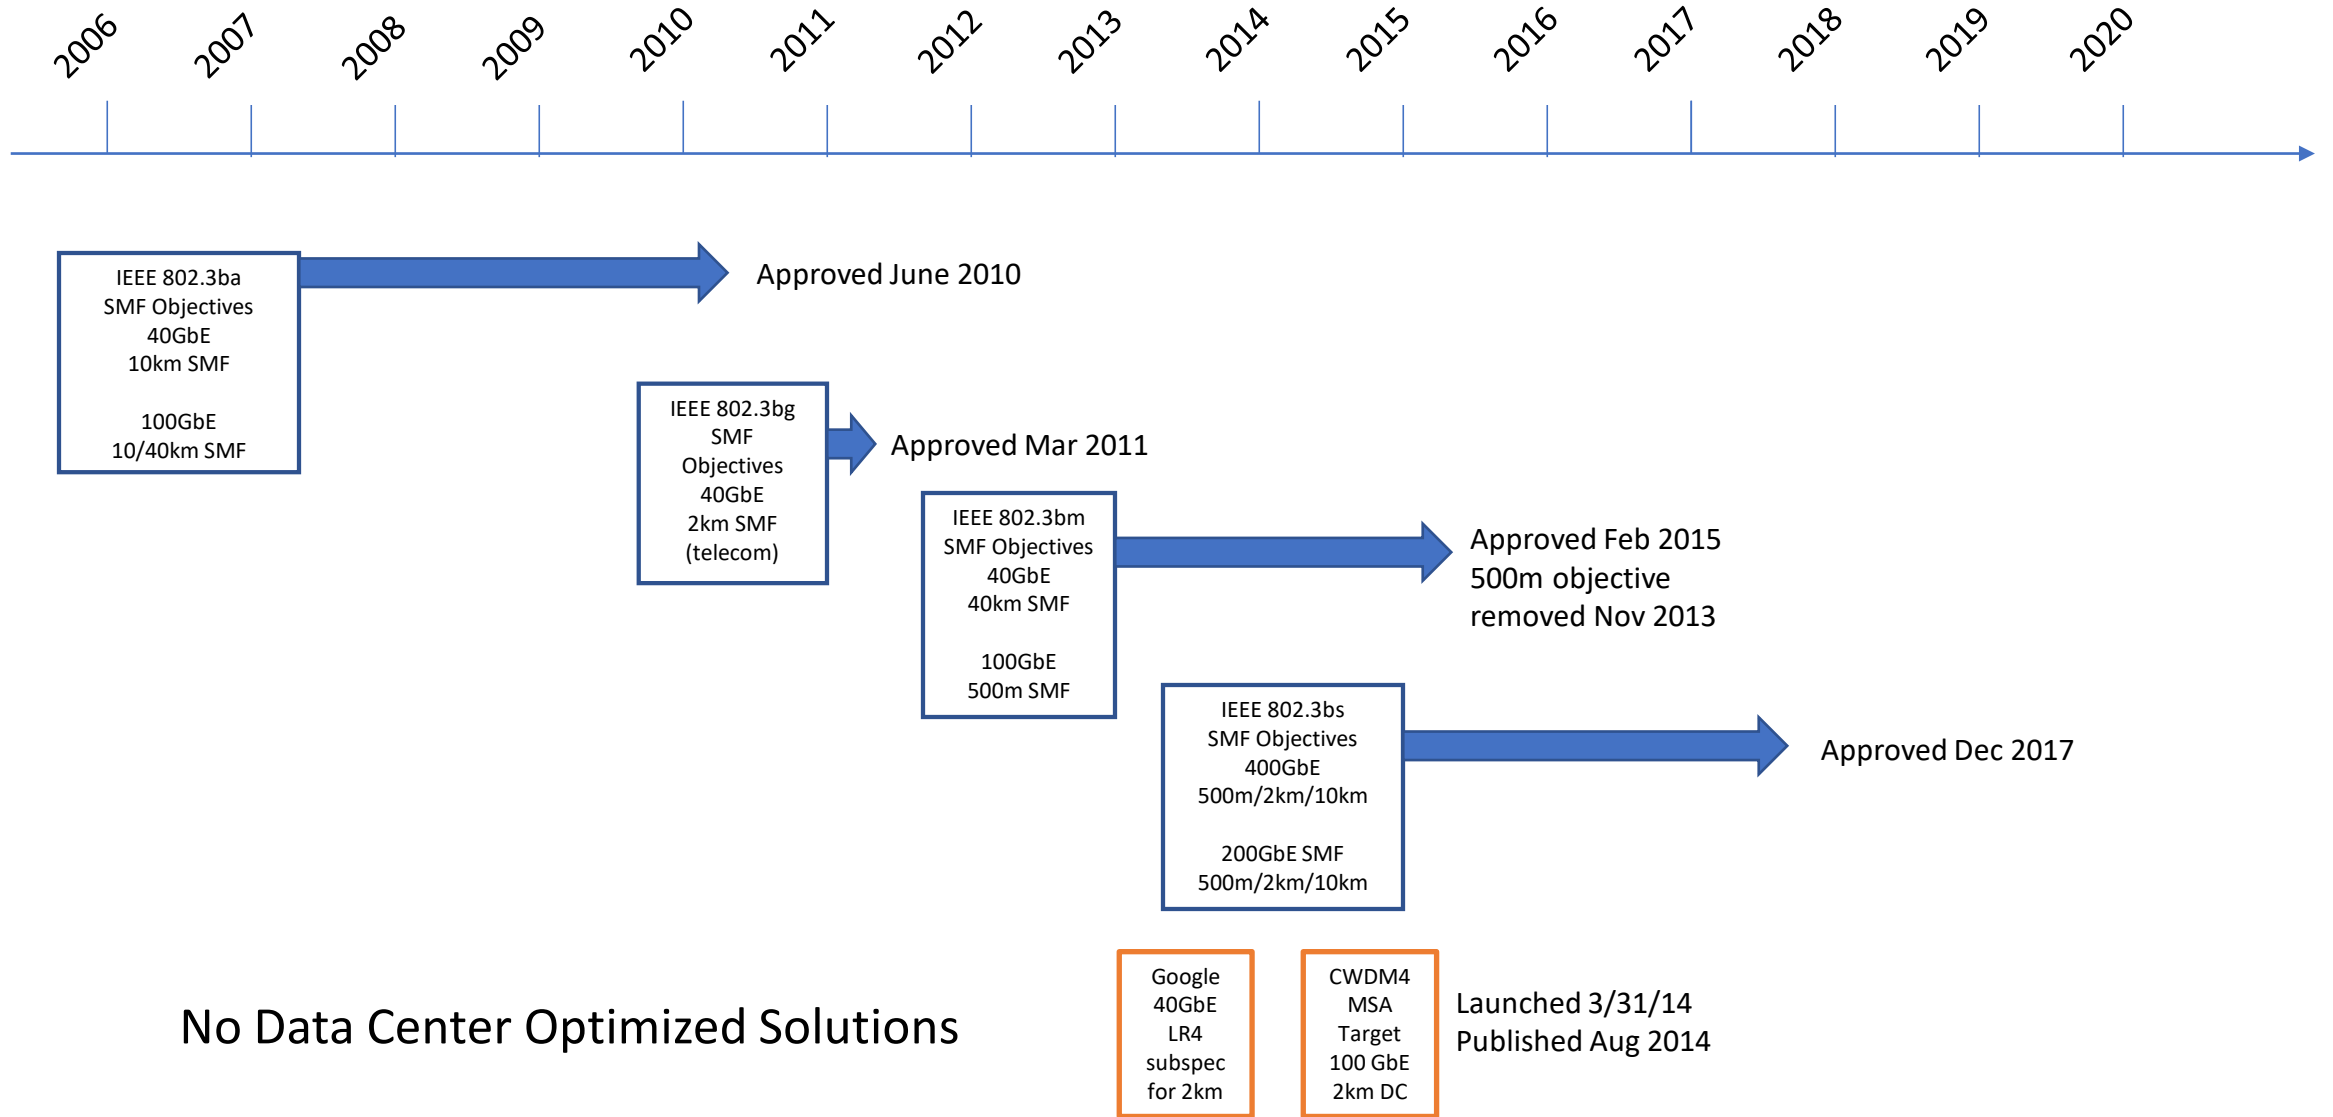 2006
2007
2008
2009
2010
2011
2012
2013
2014
2015
2016
2017
2018
2019
2020
IEEE 802.3ba
SMF Objectives
40GbE
10km SMF
100GbE
10/40km SMF
Approved June 2010
IEEE 802.3bg
SMF
Objectives
40GbE
2km SMF
(telecom)
Approved Mar 2011
IEEE 802.3bm
SMF Objectives
40GbE
40km SMF
100GbE
500m SMF
Approved Feb 2015
500m objective
removed Nov 2013
IEEE 802.3bs
SMF Objectives
400GbE
500m/2km/10km
200GbE SMF
500m/2km/10km
Approved Dec 2017
No Data Center Optimized Solutions
Google
40GbE
LR4
subspec
for 2km
CWDM4
MSA
Target
100 GbE
2km DC
Launched 3/31/14
Published Aug 2014